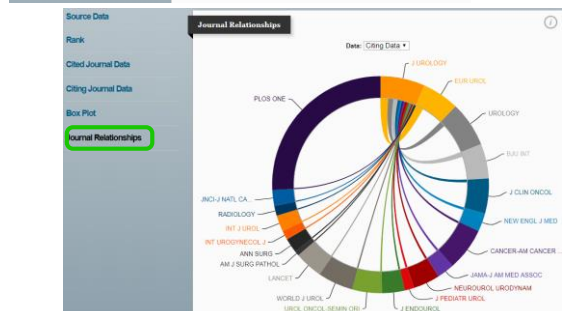 Source Data
Rank
Cited Journal Data
Citing Journal Data
Box Plot
Journal Relationships
Journal Relationships
i
Data: Citing Data
J UROLOGY
EUR UROL
UROLOGY
BJU INT
J CLIN ONCOL
NEW ENGL J MED
CANCER-AM CANCER ...
JAMA-J AM MED ASSOC
NEUROUROL URODYNAM
J PEDIATR UROL
J ENDOUROL
UROL ONCOL-SEMIN ORI
WORLD J UROL
LANCET
AM J SURG PATHOL
ANN SURG
INT URODYNECOL J
INT J UROL
RADIOLOGY
JNCI-J NATL CA...
PLOS ONE